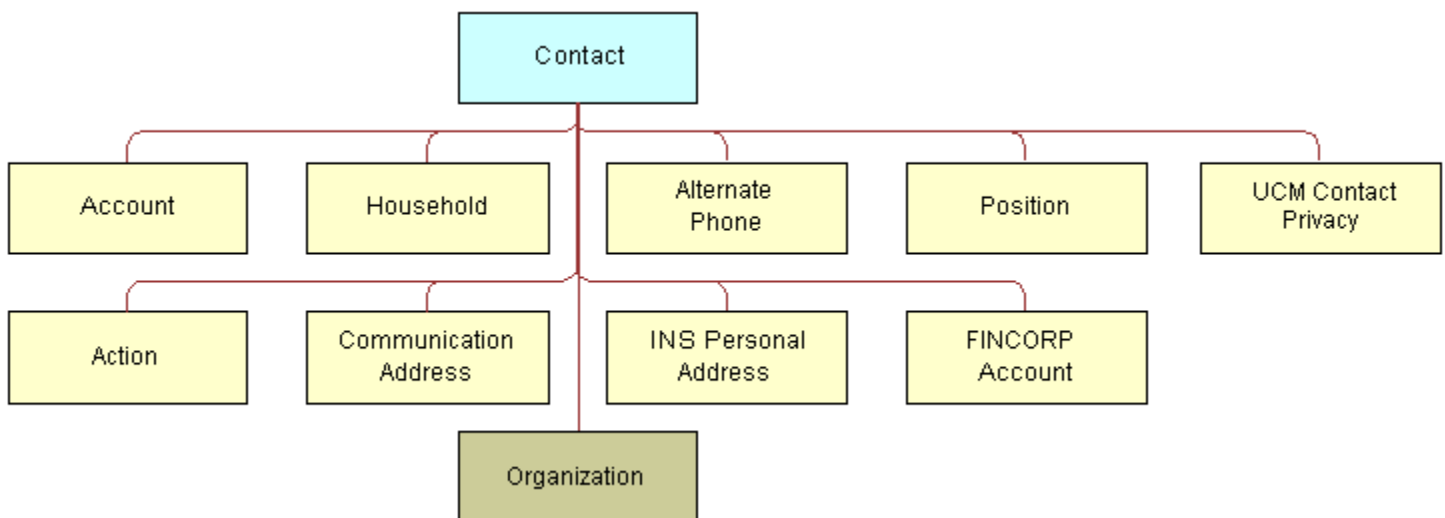 Contact
Account
Household
Alternate
Phone
Position
UCM Contact
Privacy
Action
Communication
Address
INS Personal
Address
FINCORP
Account
Organization